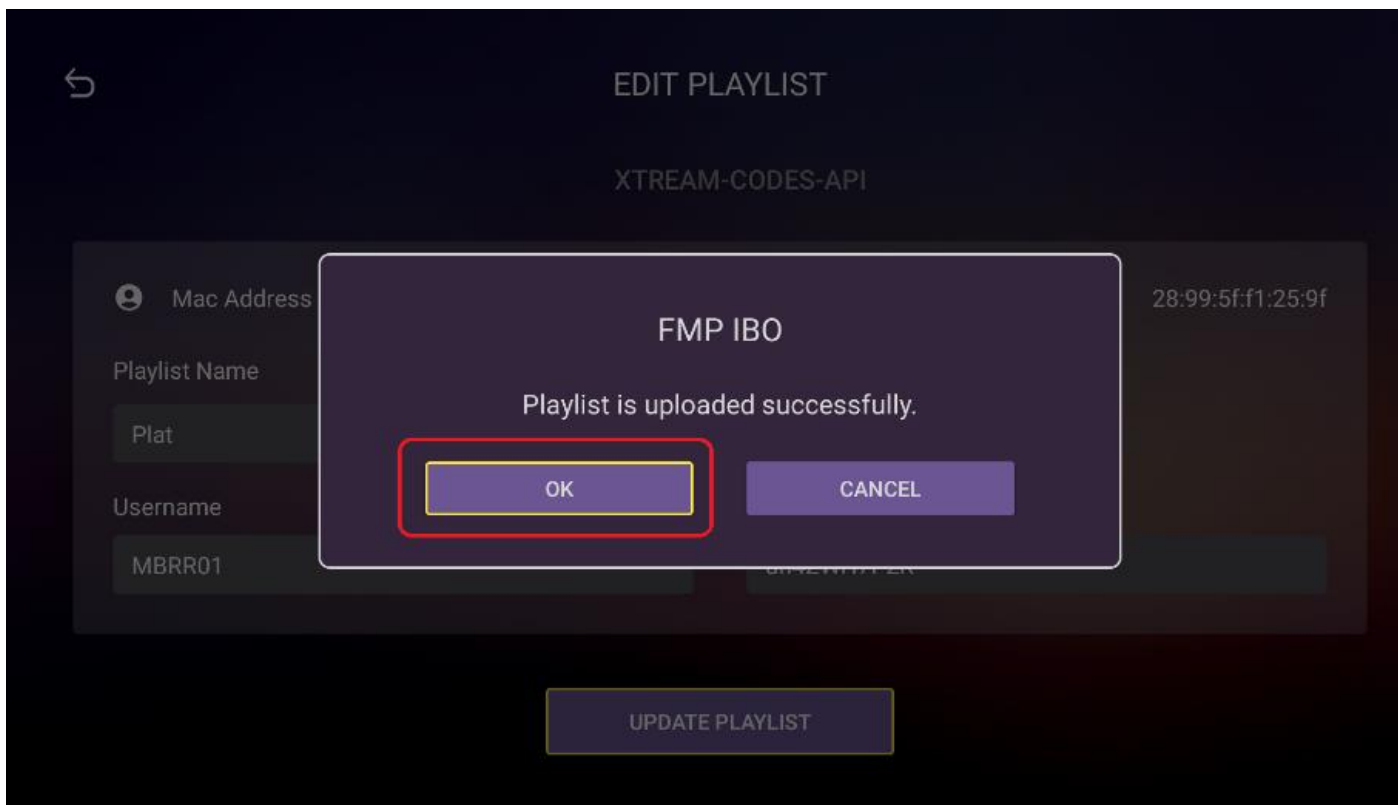 EDIT PLAYLIST
XTREAM-CODES-API
Mac Address
28:99:5f:f1:25:9f
FMP IBO
Playlist Name
Playlist is uploaded successfully.
Plat
OK
CANCEL
Username
MBRR01
UPDATE PLAYLIST